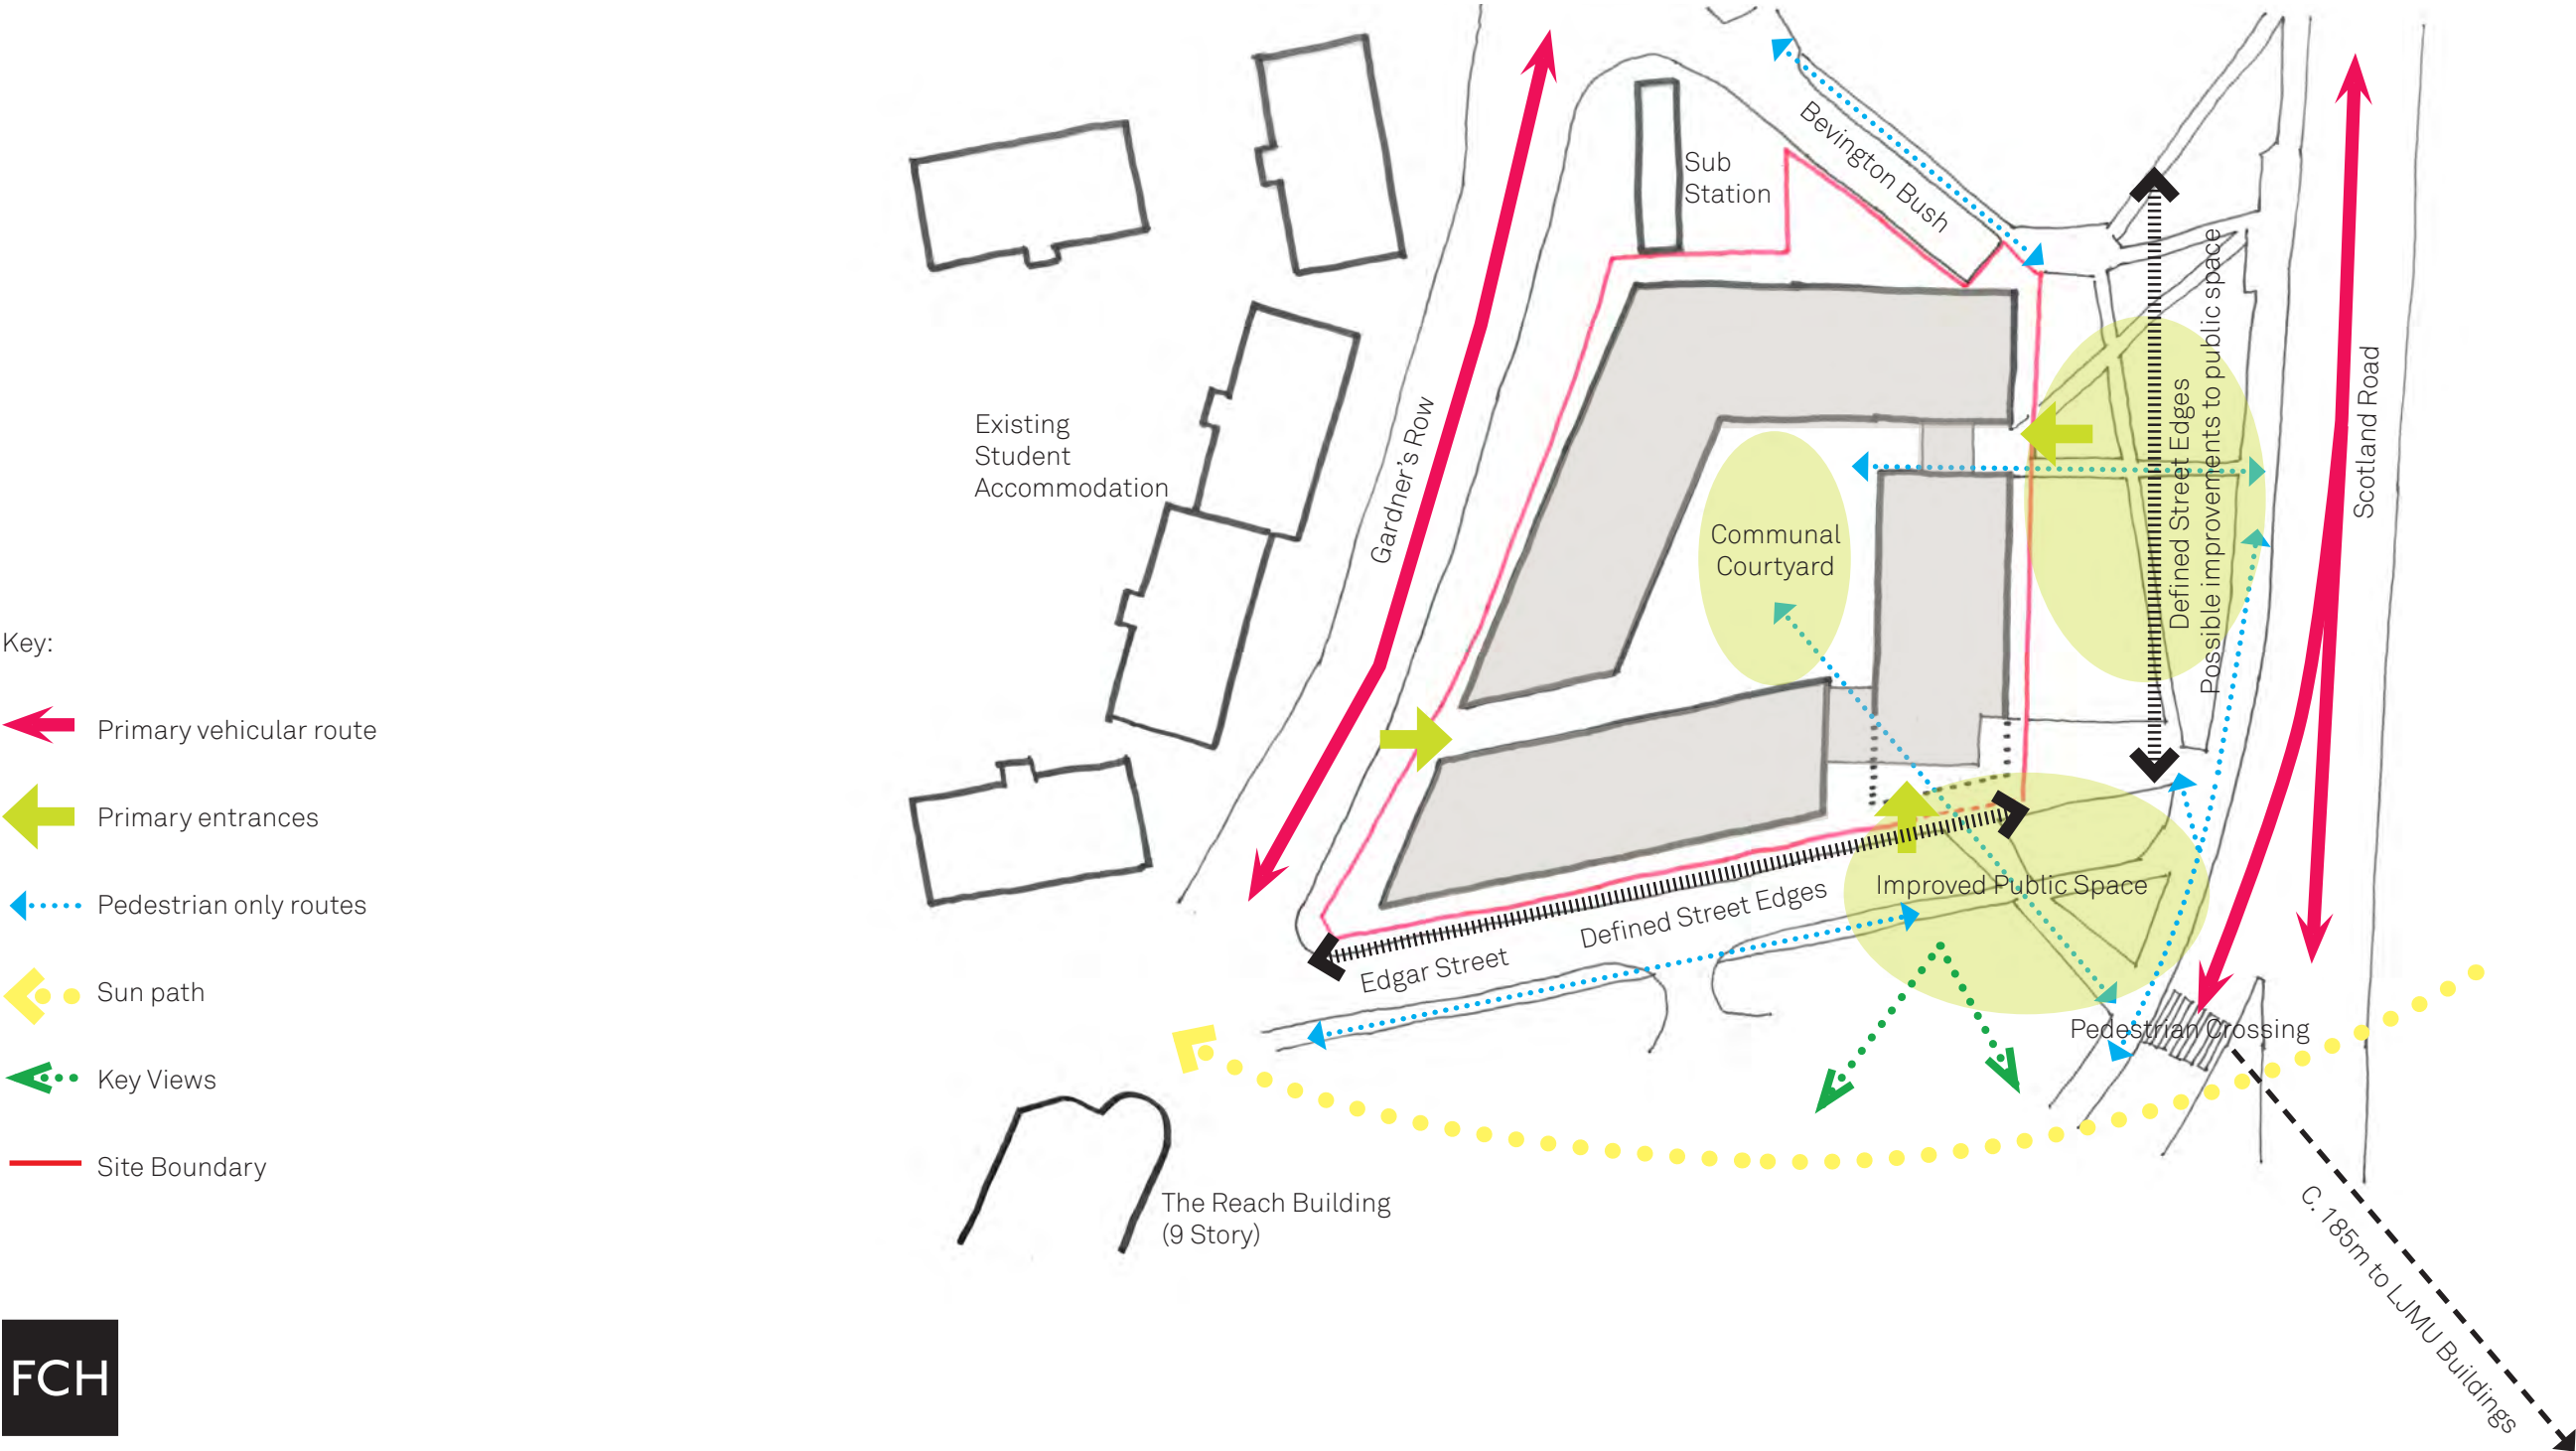 Bevington Bush
Sub
Station
Gardner's Row
Scotland Road
Defined Street Edges
Possible improvements to public space
Existing
Student
Accommodation
Communal
Courtyard
Key:
Primary vehicular route
Primary entrances
Pedestrian only routes
Sun path
Key Views
Site Boundary
Improved Public Space
Defined Street Edges
Edgar Street
Pedestrian Crossing
The Reach Building
(9 Story)
C. 185m to LJMU Buildings
FCH